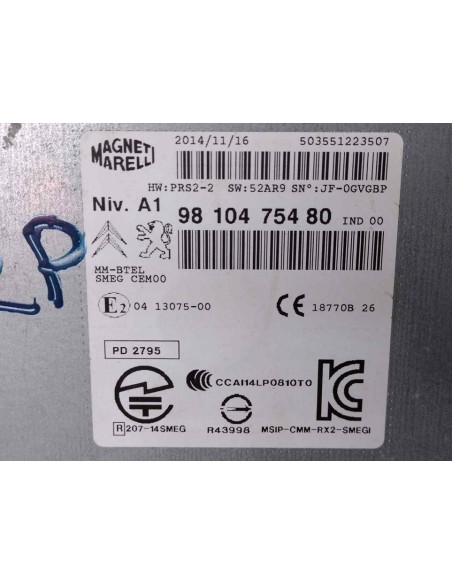 MAGNETI
MARELLI
2014/11/16 503551223507
HW:PRS2-2 SW:52AR9 SNº:JF-0GVGBP
Niv. A1 98 104 754 80 IND 00
MM-BTEL
SMEG CEM00
E2 04 13075-00 CE 18770B 26
PD 2795
CCAI14LP0810T0
R 207-14SMEG R43998 MSIP-CMM-RX2-SMEGI